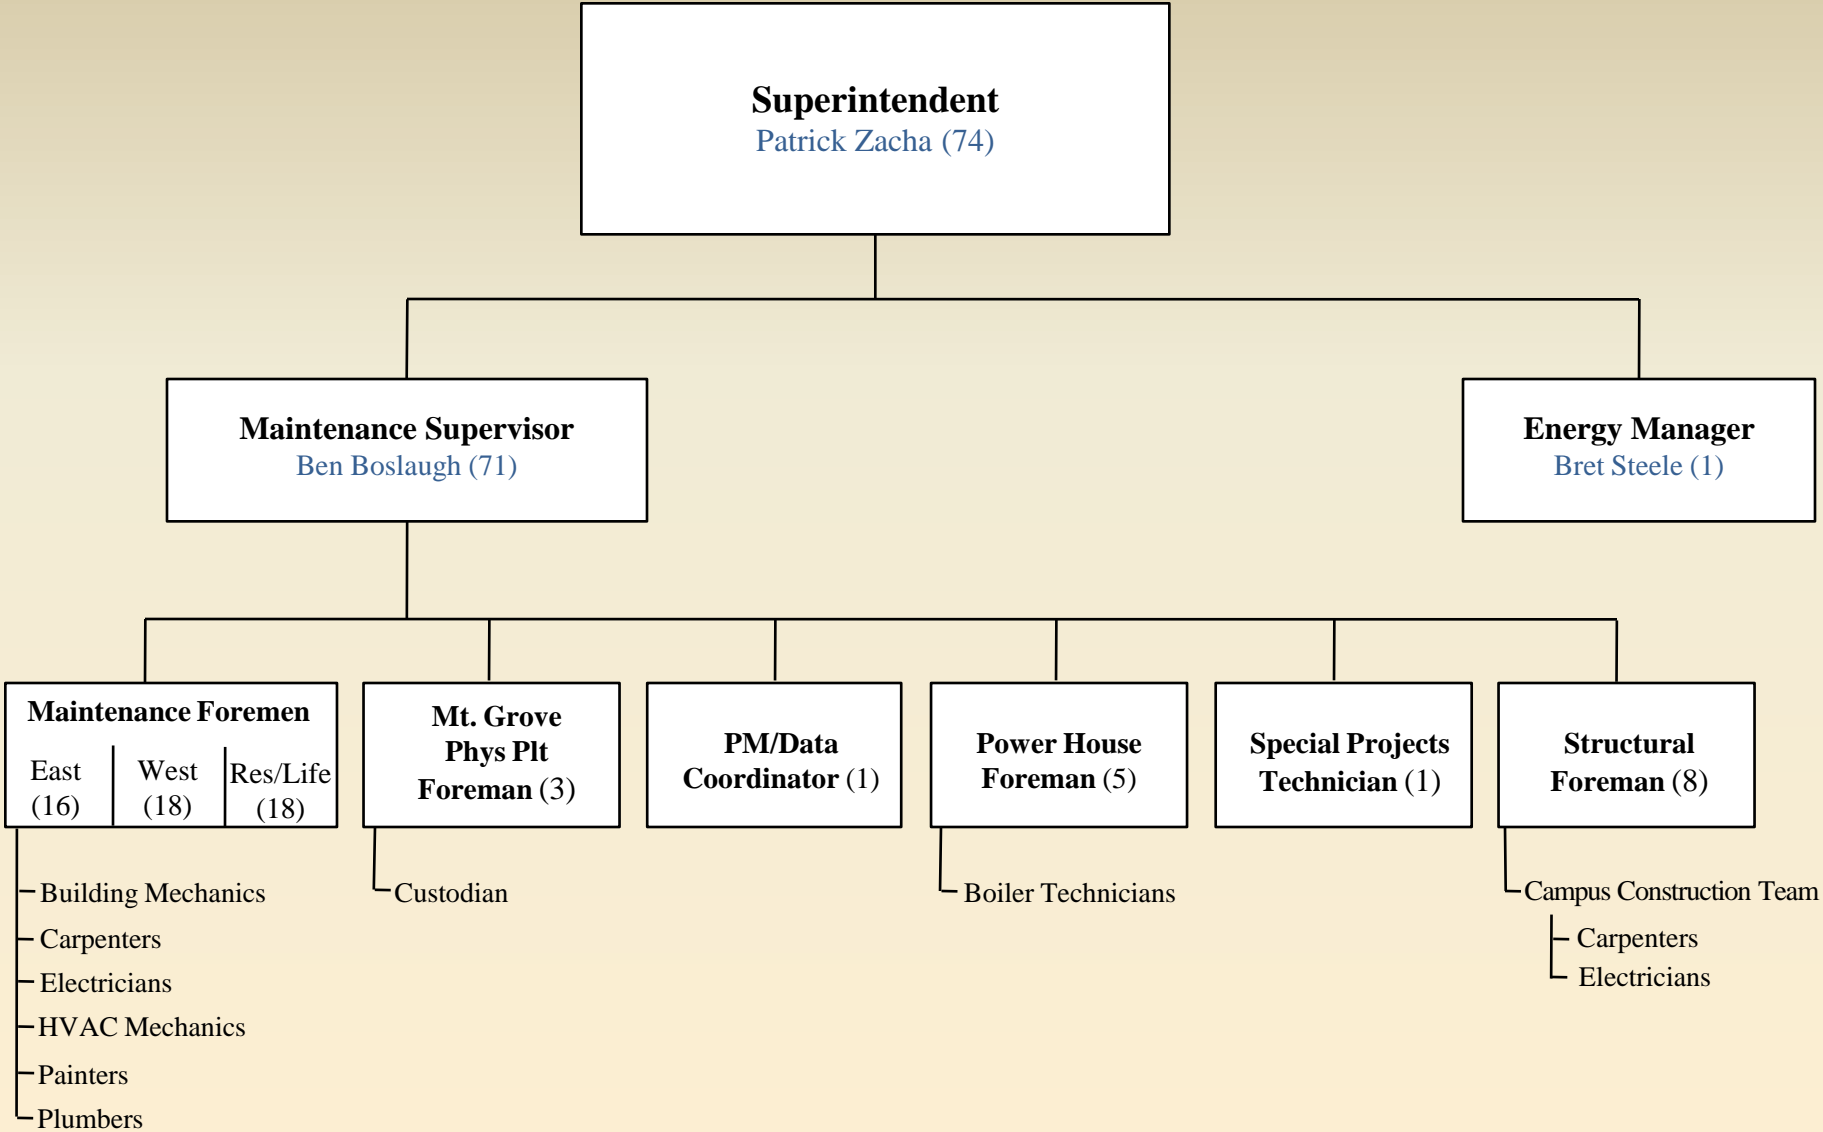 Superintendent
Patrick Zacha (74)
Maintenance Supervisor
Ben Boslaugh (71)
Energy Manager
Bret Steele (1)
Maintenance Foremen
East
(16)
West
(18)
Res/Life
(18)
Mt. Grove
Phys Plt
Foreman (3)
PM/Data
Coordinator (1)
Power House
Foreman (5)
Special Projects
Technician (1)
Structural
Foreman (8)
Building Mechanics
Carpenters
Electricians
HVAC Mechanics
Painters
Plumbers
Custodian
Boiler Technicians
Campus Construction Team
Carpenters
Electricians